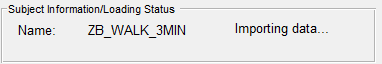 Subject Information/Loading Status
Name: ZB_WALK_3MIN Importing data...